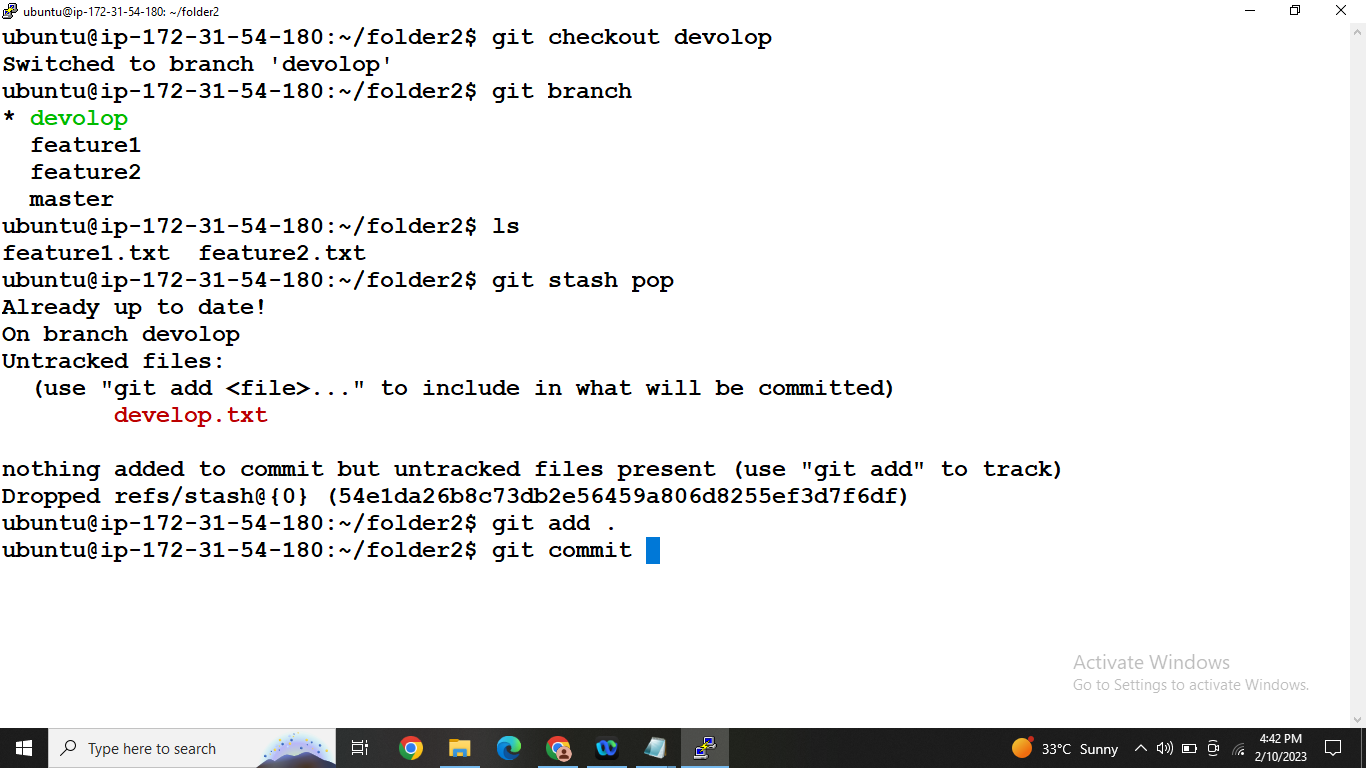 ubuntu@ip-172-31-54-180: ~/folder2
ubuntu@ip-172-31-54-180:~/folder2$ git checkout devolop
Switched to branch 'devolop'
ubuntu@ip-172-31-54-180:~/folder2$ git branch
* devolop
  feature1
  feature2
  master
ubuntu@ip-172-31-54-180:~/folder2$ ls
feature1.txt  feature2.txt
ubuntu@ip-172-31-54-180:~/folder2$ git stash pop
Already up to date!
On branch devolop
Untracked files:
  (use "git add <file>..." to include in what will be committed)
        develop.txt
nothing added to commit but untracked files present (use "git add" to track)
Dropped refs/stash@{0} (54e1da26b8c73db2e56459a806d8255ef3d7f6df)
ubuntu@ip-172-31-54-180:~/folder2$ git add .
ubuntu@ip-172-31-54-180:~/folder2$ git commit
Activate Windows
Go to Settings to activate Windows.
Type here to search
33°C Sunny
4:42 PM
2/10/2023